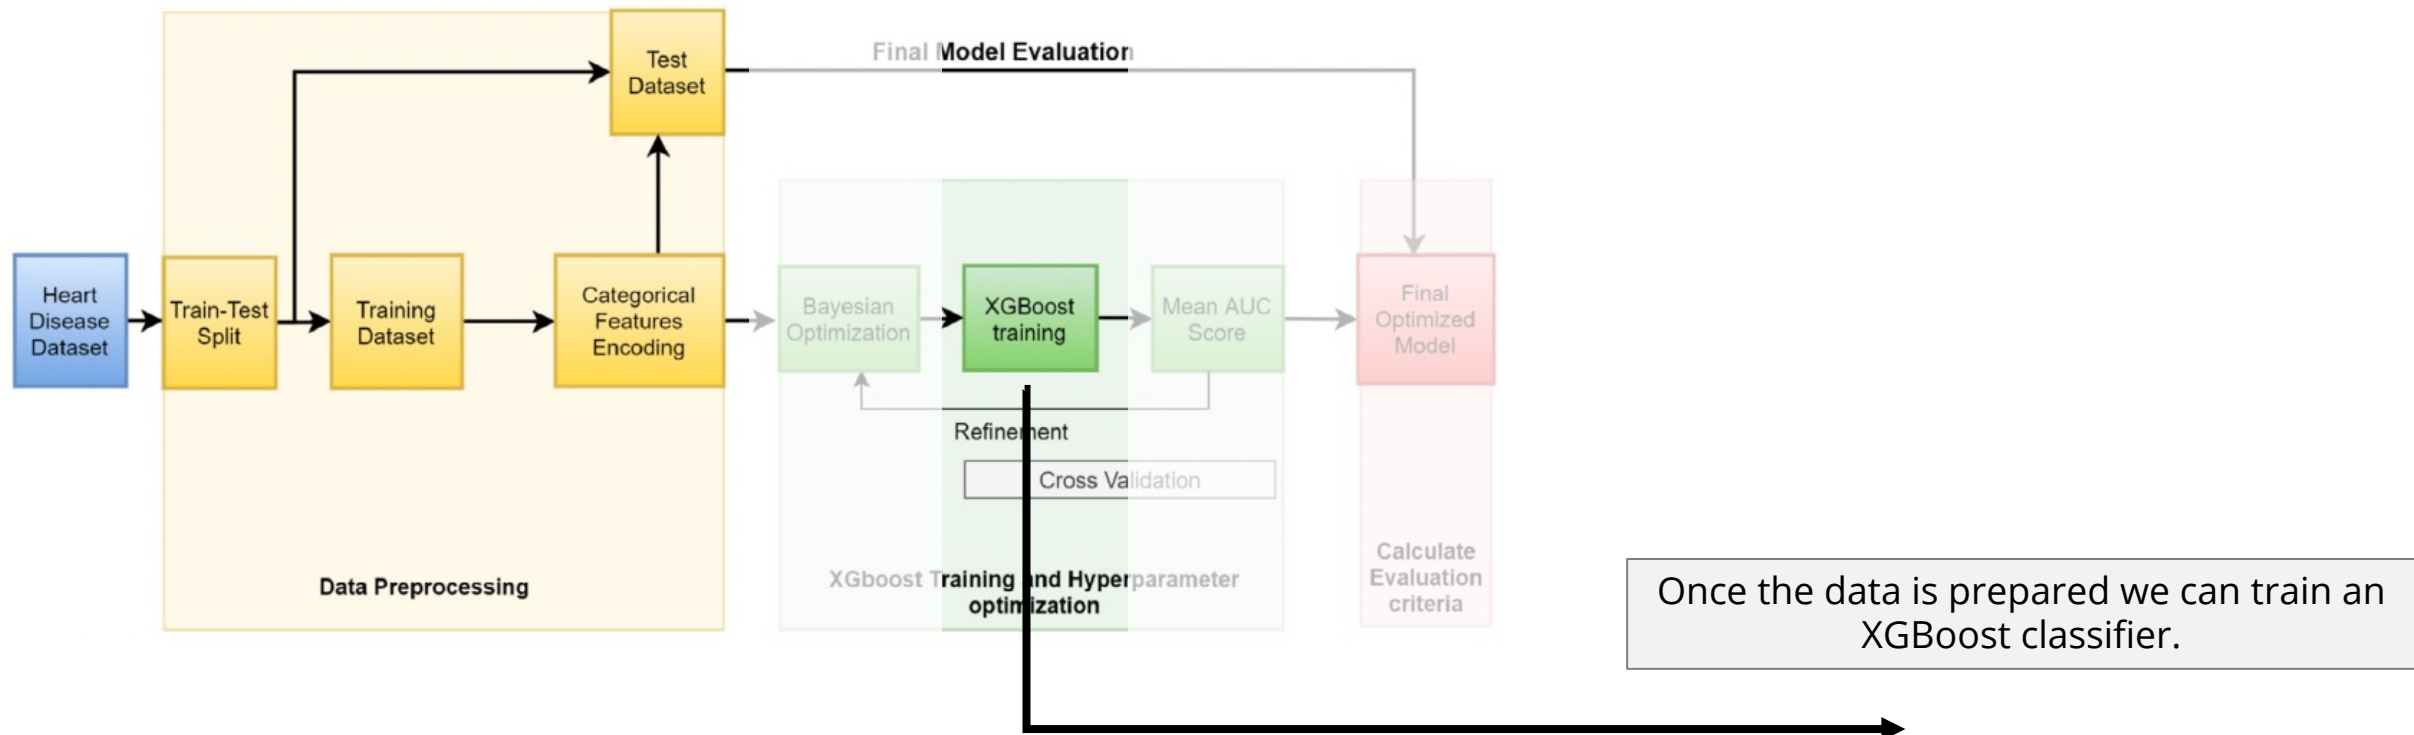 Final Model Evaluation
Test
Dataset
Heart
Disease
Dataset
Train-Test
Split
Training
Dataset
Categorical
Features
Encoding
Bayesian
Optimization
XGBoost
training
Mean AUC
Score
Final
Optimized
Model
Refinement
Cross Validation
Data Preprocessing
XGboost Training and Hyperparameter
optimization
Calculate
Evaluation
criteria
Once the data is prepared we can train an
XGBoost classifier.